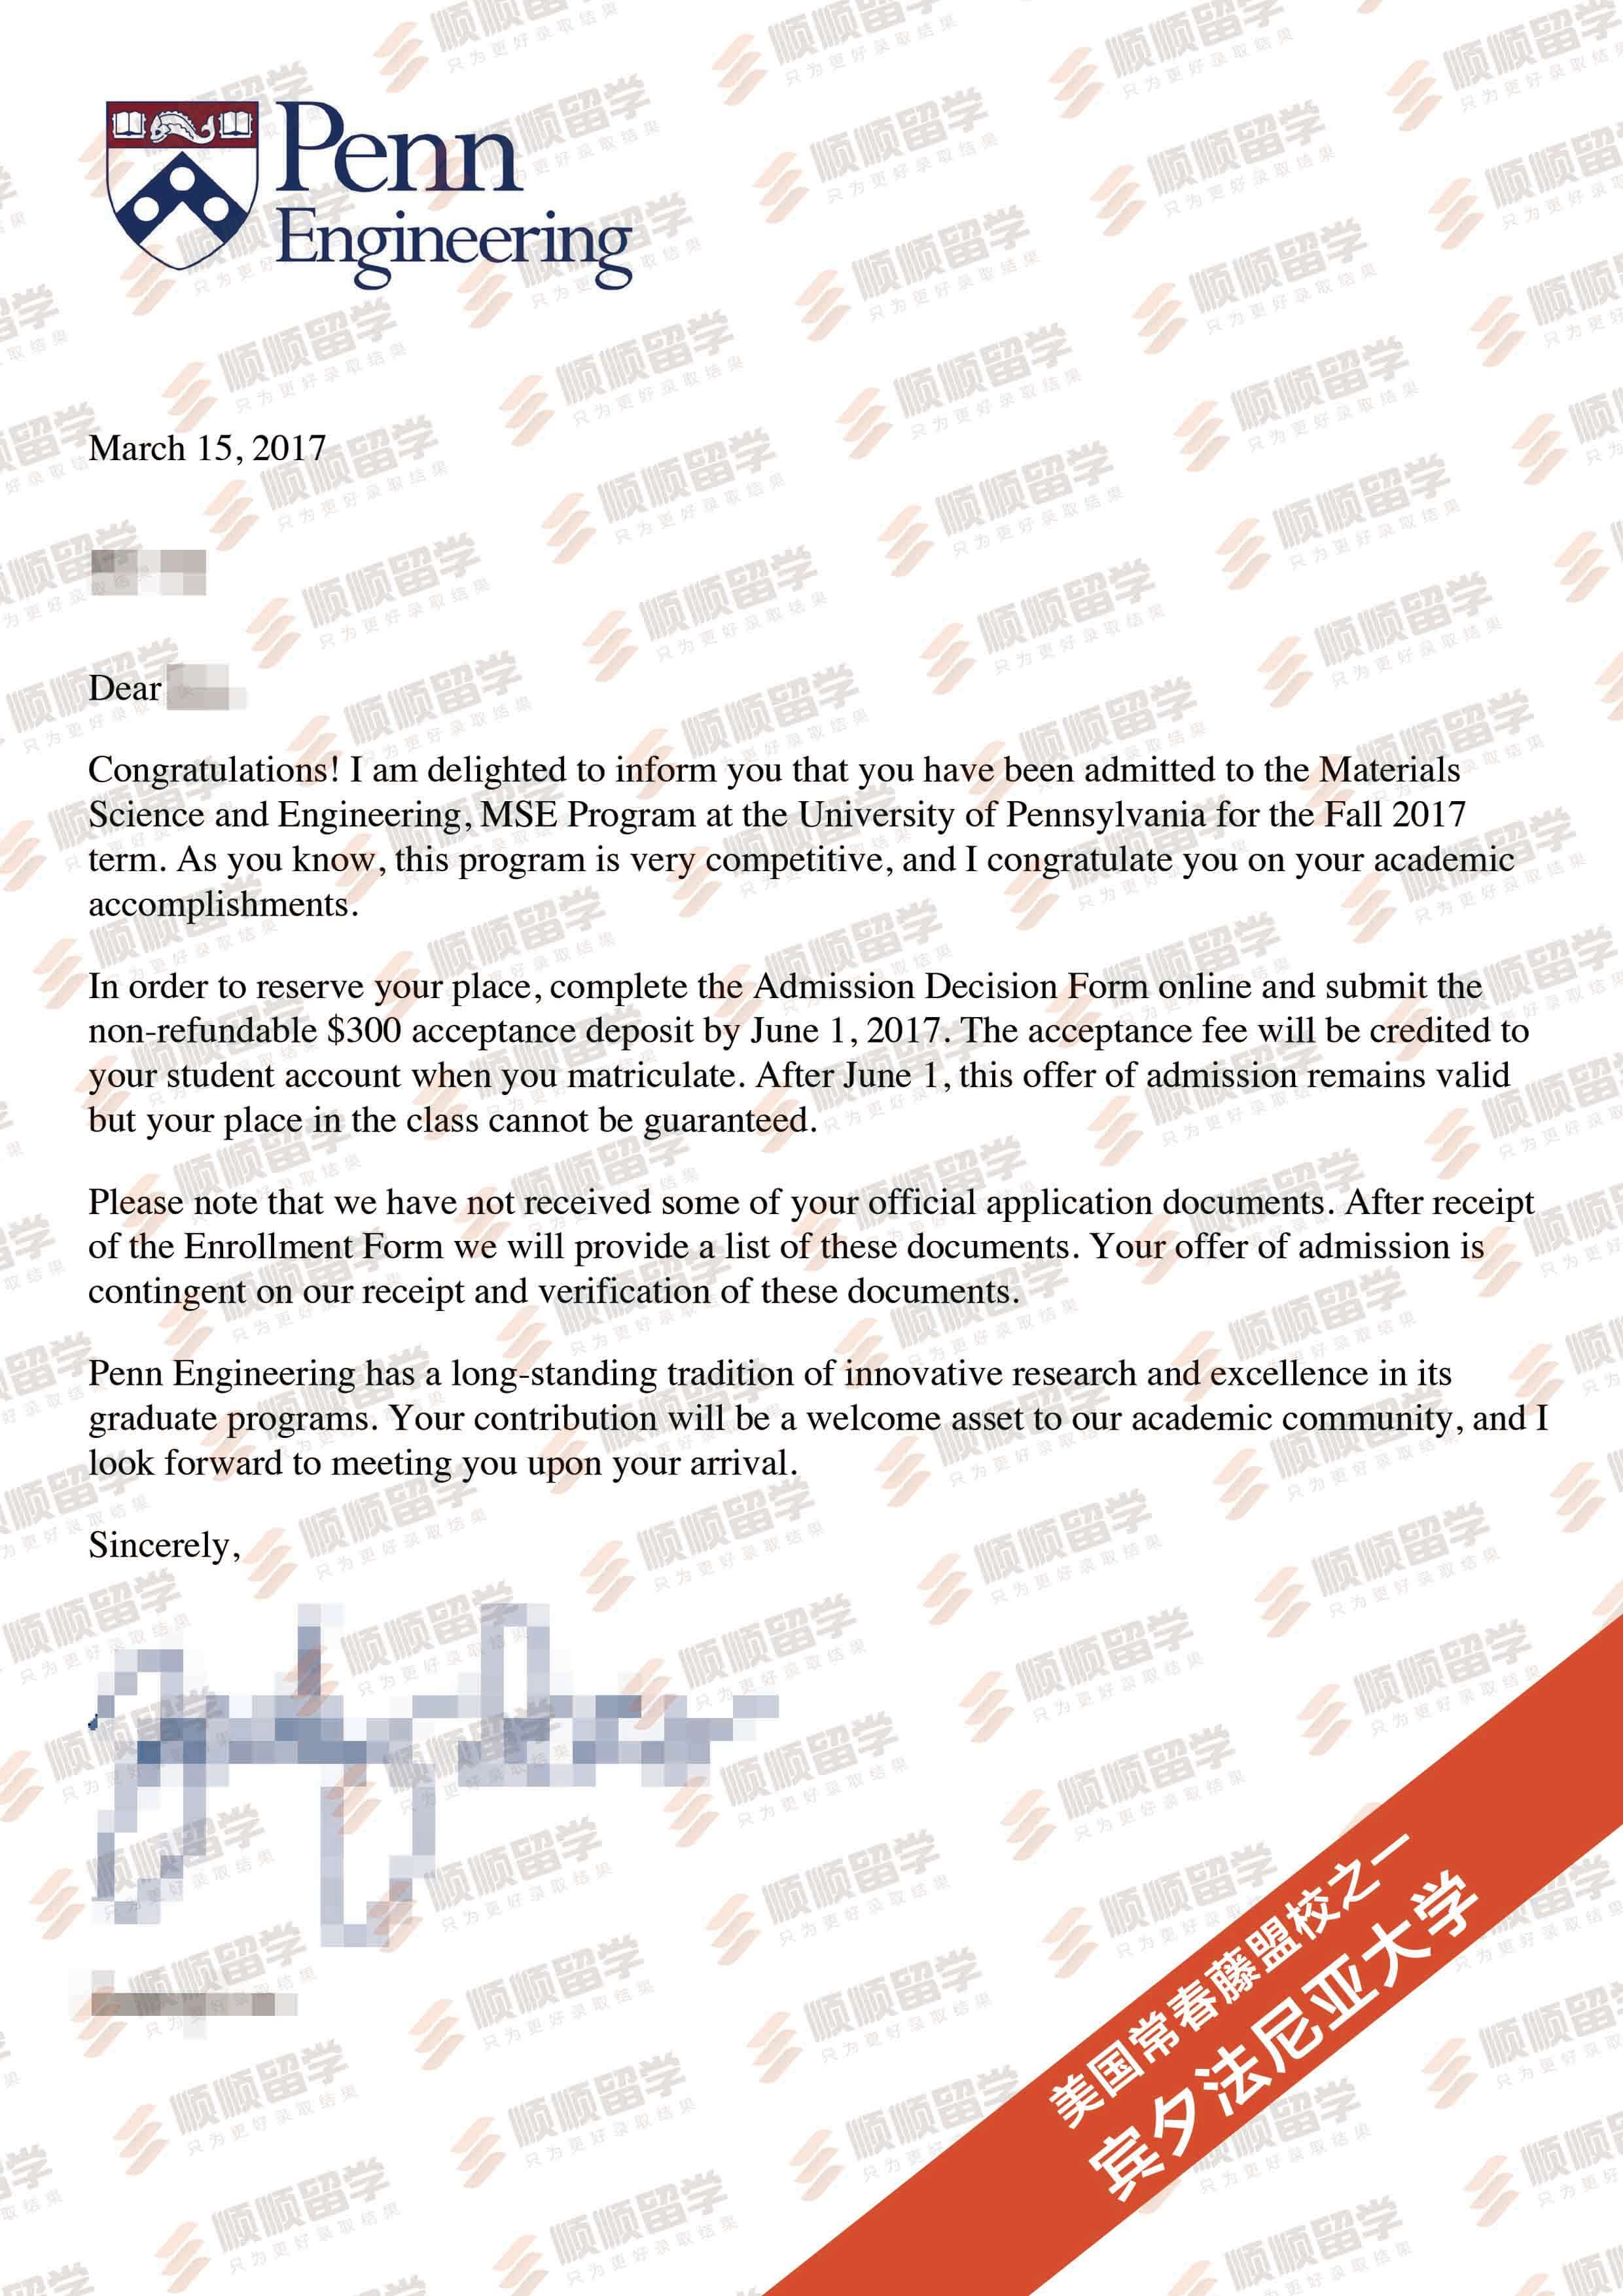 Penn
Engineering
March 15, 2017
Dear
Congratulations! I am delighted to inform you that you have been admitted to the Materials
Science and Engineering, MSE Program at the University of Pennsylvania for the Fall 2017
term. As you know, this program is very competitive, and I congratulate you on your academic
accomplishments.
In order to reserve your place, complete the Admission Decision Form online and submit the
non-refundable $300 acceptance deposit by June 1, 2017. The acceptance fee will be credited to
your student account when you matriculate. After June 1, this offer of admission remains valid
but your place in the class cannot be guaranteed.
Please note that we have not received some of your official application documents. After receipt
of the Enrollment Form we will provide a list of these documents. Your offer of admission is
contingent on our receipt and verification of these documents.
Penn Engineering has a long-standing tradition of innovative research and excellence in its
graduate programs. Your contribution will be a welcome asset to our academic community, and I
look forward to meeting you upon your arrival.
Sincerely,
美国常春藤盟校之一
宾夕法尼亚大学
顺顺留学
只为更好录取结果